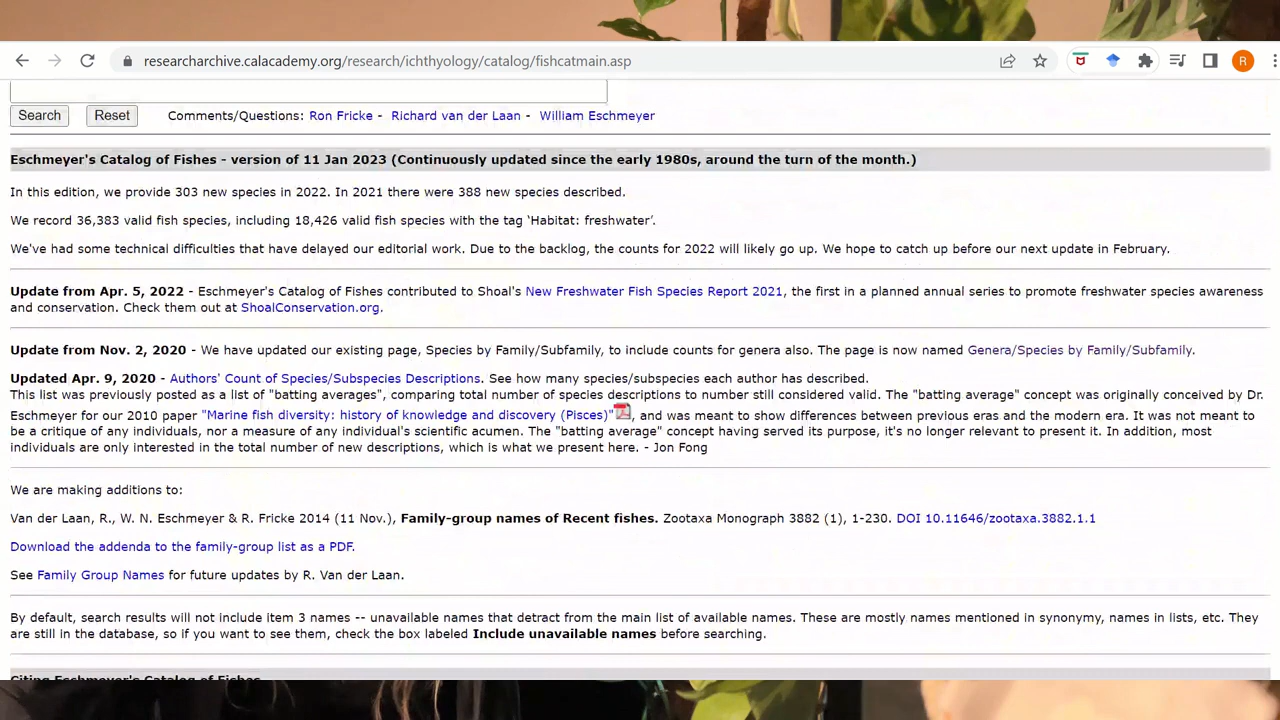 researcharchive.calacademy.org/research/ichthyology/catalog/fishcatmain.asp
R
Search Reset Comments/Questions: Ron Fricke - Richard van der Laan - William Eschmeyer
Eschmeyer's Catalog of Fishes - version of 11 Jan 2023 (Continuously updated since the early 1980s, around the turn of the month.)
In this edition, we provide 303 new species in 2022. In 2021 there were 388 new species described.
We record 36,383 valid fish species, including 18,426 valid fish species with the tag ‘Habitat: freshwater’.
We've had some technical difficulties that have delayed our editorial work. Due to the backlog, the counts for 2022 will likely go up. We hope to catch up before our next update in February.
Update from Apr. 5, 2022 - Eschmeyer's Catalog of Fishes contributed to Shoal's New Freshwater Fish Species Report 2021, the first in a planned annual series to promote freshwater species awareness
and conservation. Check them out at ShoalConservation.org.
Update from Nov. 2, 2020 - We have updated our existing page, Species by Family/Subfamily, to include counts for genera also. The page is now named Genera/Species by Family/Subfamily.
Updated Apr. 9, 2020 - Authors' Count of Species/Subspecies Descriptions. See how many species/subspecies each author has described.
This list was previously posted as a list of "batting averages", comparing total number of species descriptions to number still considered valid. The "batting average" concept was originally conceived by Dr.
Eschmeyer for our 2010 paper "Marine fish diversity: history of knowledge and discovery (Pisces)", and was meant to show differences between previous eras and the modern era. It was not meant to
be a critique of any individuals, nor a measure of any individual's scientific acumen. The "batting average" concept having served its purpose, it's no longer relevant to present it. In addition, most
individuals are only interested in the total number of new descriptions, which is what we present here. - Jon Fong
We are making additions to:
Van der Laan, R., W. N. Eschmeyer & R. Fricke 2014 (11 Nov.), Family-group names of Recent fishes. Zootaxa Monograph 3882 (1), 1-230. DOI 10.11646/zootaxa.3882.1.1
Download the addenda to the family-group list as a PDF.
See Family Group Names for future updates by R. Van der Laan.
By default, search results will not include item 3 names -- unavailable names that detract from the main list of available names. These are mostly names mentioned in synonymy, names in lists, etc. They
are still in the database, so if you want to see them, check the box labeled Include unavailable names before searching.
Citing Eschmeyer's Catalog of Fishes